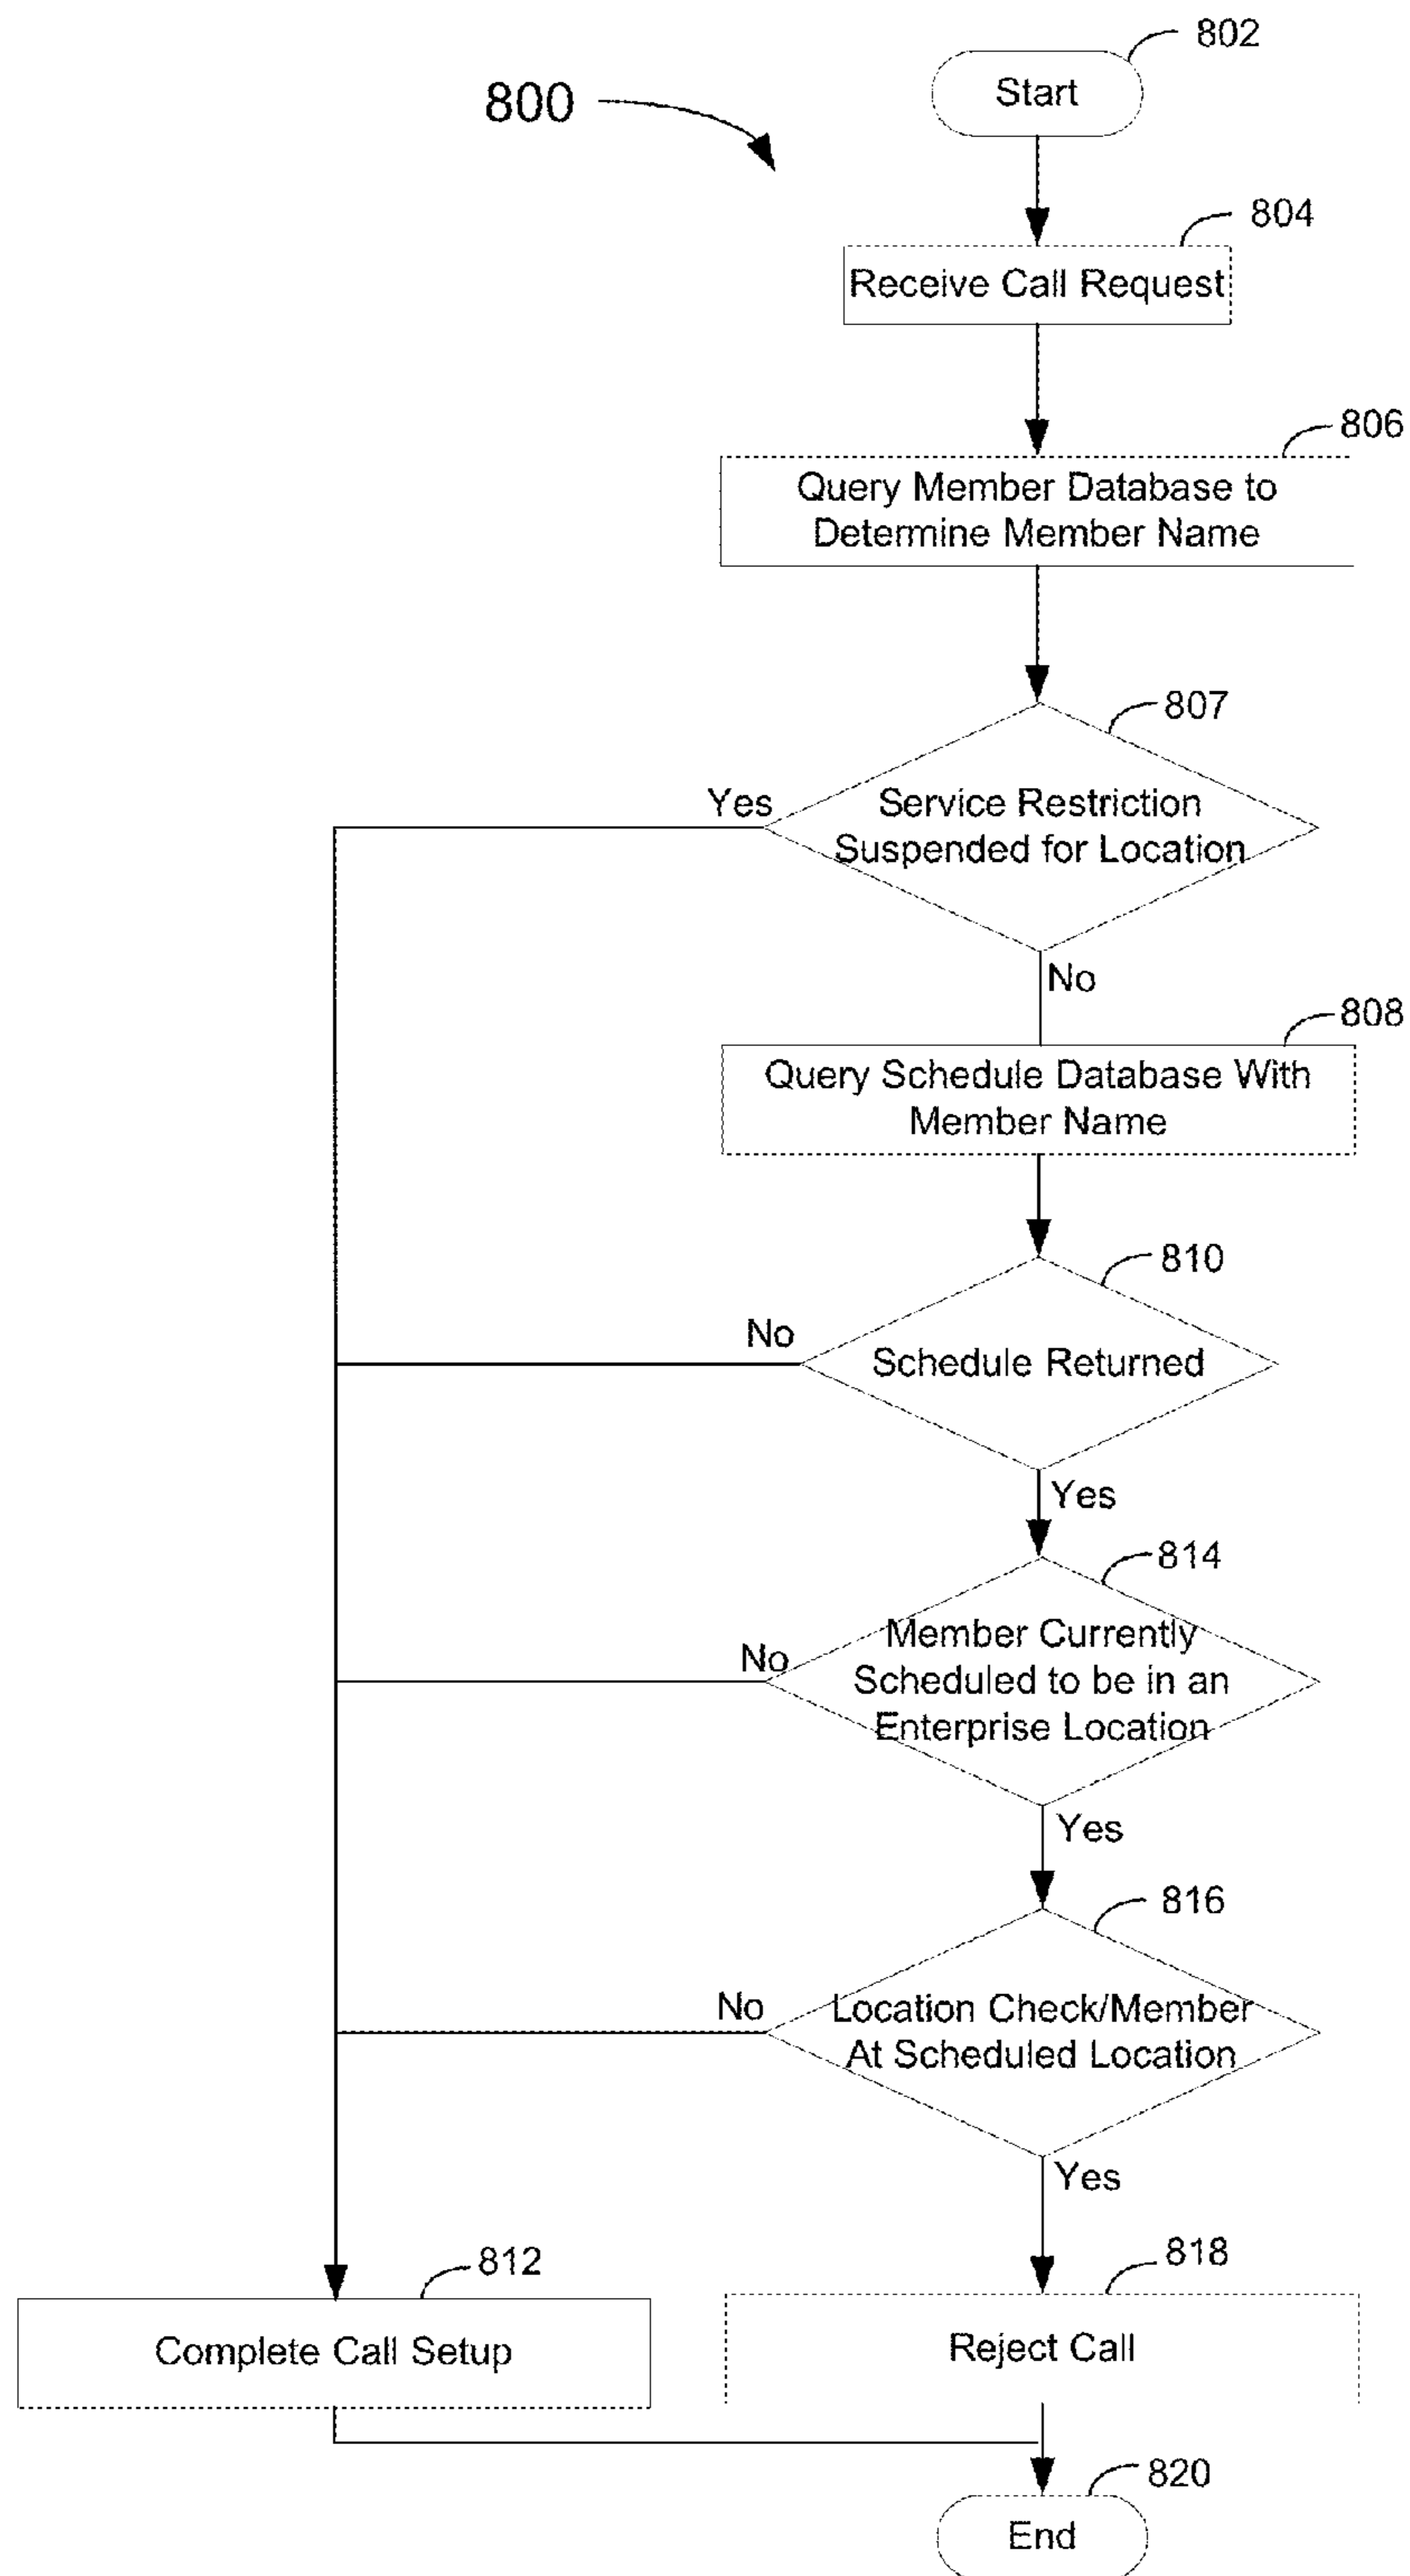 802
Start
800
804
Receive Call Request
806
Query Member Database to
Determine Member Name
807
Yes
Service Restriction
Suspended for Location
No
808
Query Schedule Database With
Member Name
810
No
Schedule Returned
Yes
814
No
Member Currently
Scheduled to be in an
Enterprise Location
Yes
816
No
Location Check/Member
At Scheduled Location
Yes
812
818
Complete Call Setup
Reject Call
820
End